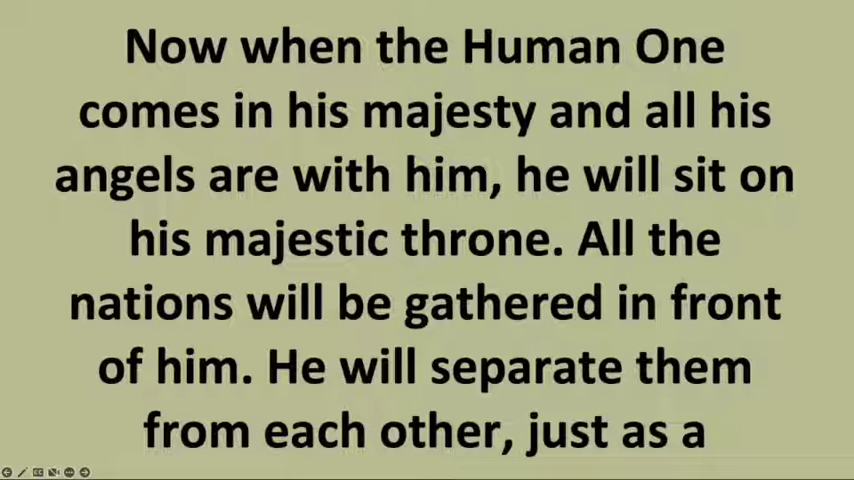 Now when the Human One
comes in his majesty and all his
angels are with him, he will sit on
his majestic throne. All the
nations will be gathered in front
of him. He will separate them
from each other, just as a